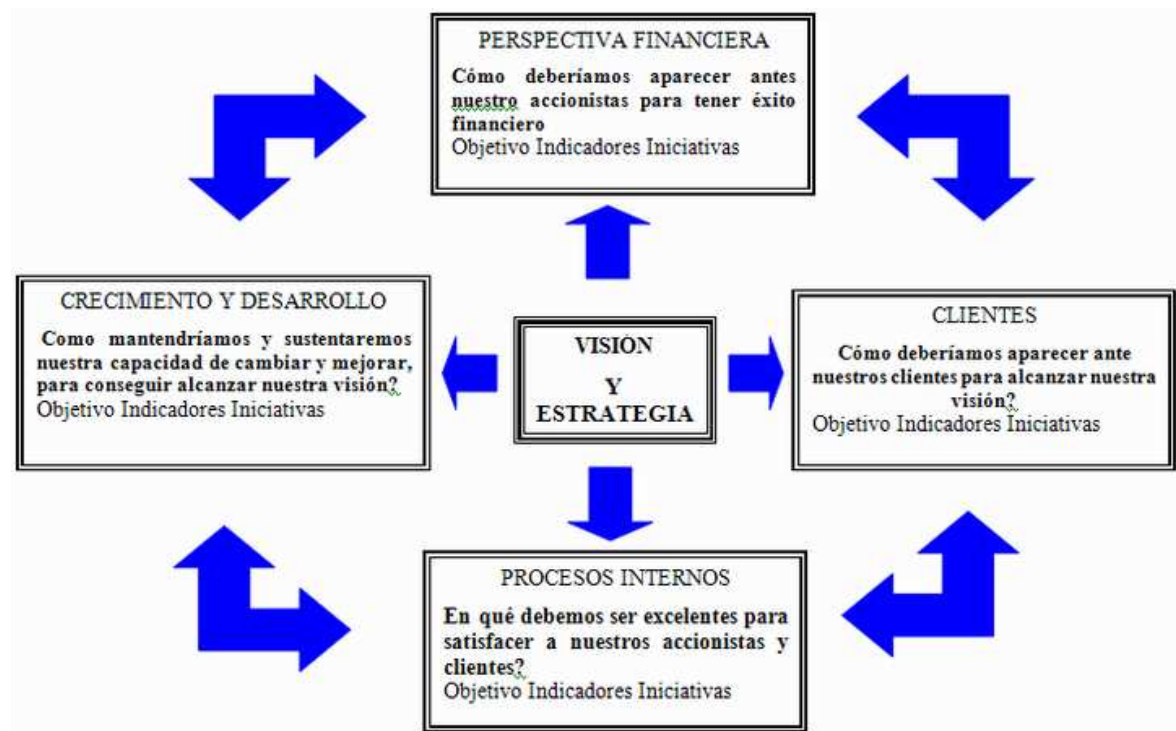 PERSPECTIVA FINANCIERA
Cómo deberíamos aparecer antes
nuestro accionistas para tener éxito
financiero
Objetivo Indicadores Iniciativas
CRECIMIENTO Y DESARROLLO
Como mantendríamos y sustentaremos
nuestra capacidad de cambiar y mejorar,
para conseguir alcanzar nuestra visión?
Objetivo Indicadores Iniciativas
VISIÓN
Y
ESTRATEGIA
CLIENTES
Cómo deberíamos aparecer ante
nuestros clientes para alcanzar nuestra
visión?
Objetivo Indicadores Iniciativas
PROCESOS INTERNOS
En qué debemos ser excelentes para
satisfacer a nuestros accionistas y
clientes?
Objetivo Indicadores Iniciativas